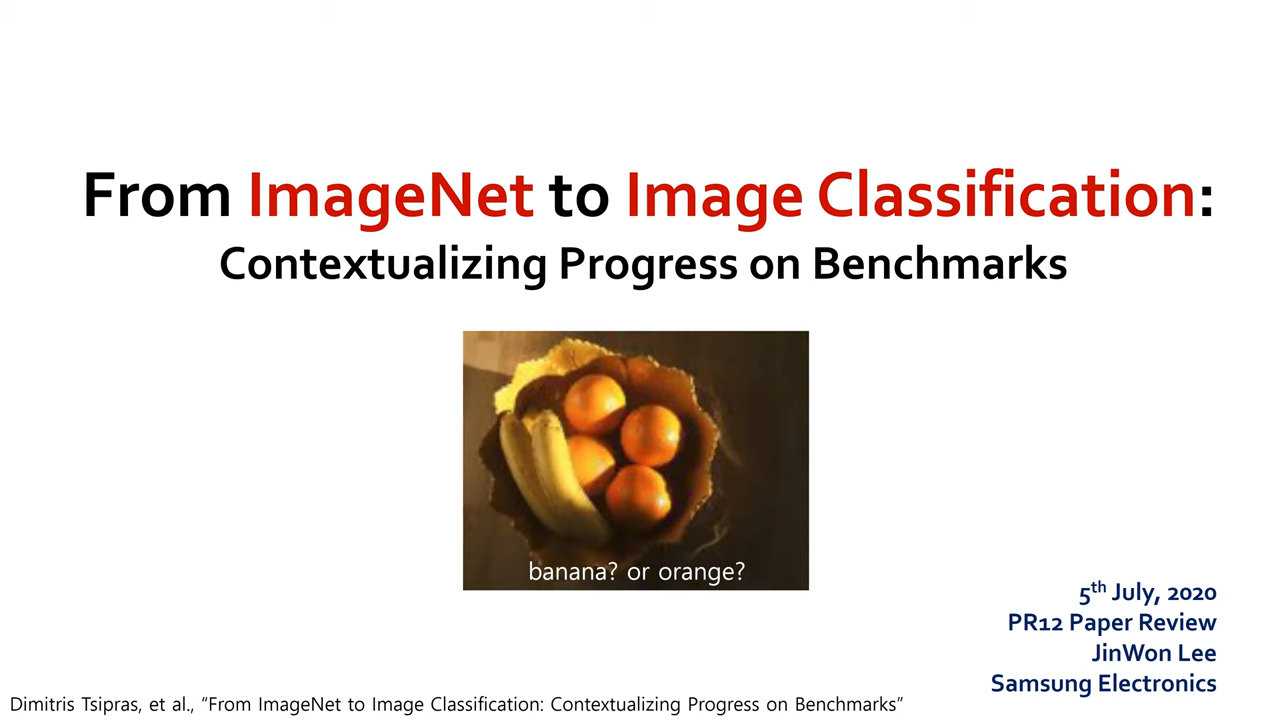 From ImageNet to Image Classification:
Contextualizing Progress on Benchmarks
banana? or orange?
5th July, 2020
PR12 Paper Review
JinWon Lee
Samsung Electronics
Dimitris Tsipras, et al., “From ImageNet to Image Classification: Contextualizing Progress on Benchmarks”